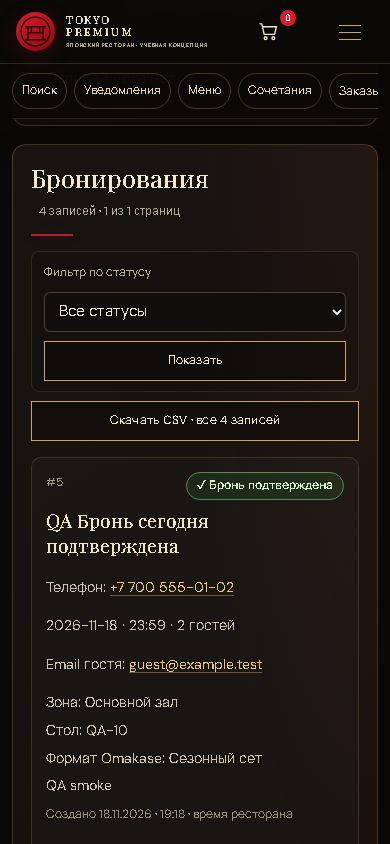 TOKYO
PREMIUM
ЯПОНСКИЙ РЕСТОРАН · УЧЕБНАЯ КОНЦЕПЦИЯ
0
Поиск
Уведомления
Меню
Сочетания
Заказы
Бронирования
4 записей · 1 из 1 страниц
Фильтр по статусу
Все статусы
Показать
Скачать CSV · все 4 записей
#5
✓ Бронь подтверждена
QA Бронь сегодня
подтверждена
Телефон: +7 700 555-01-02
2026-11-18 · 23:59 · 2 гостей
Email гостя: guest@example.test
Зона: Основной зал
Стол: QA-10
Формат Omakase: Сезонный сет
QA smoke
Создано 18.11.2026 · 19:18 · время ресторана